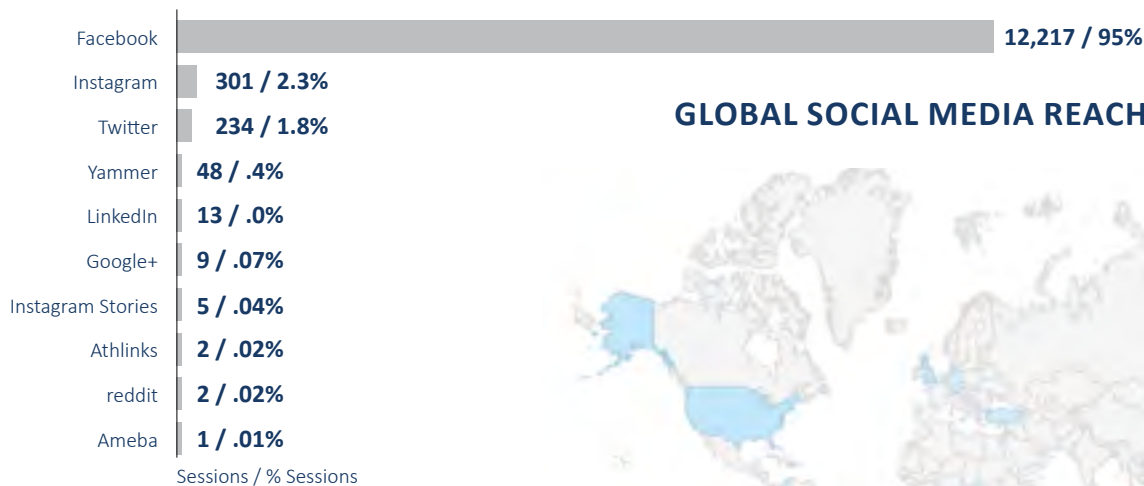 Facebook 12,217 / 95%
Instagram 301 / 2.3%
Twitter 234 / 1.8%
Yammer 48 / .4%
LinkedIn 13 / .0%
Google+ 9 / .07%
Instagram Stories 5 / .04%
Athlinks 2 / .02%
reddit 2 / .02%
Ameba 1 / .01%
Sessions / % Sessions
GLOBAL SOCIAL MEDIA REACH